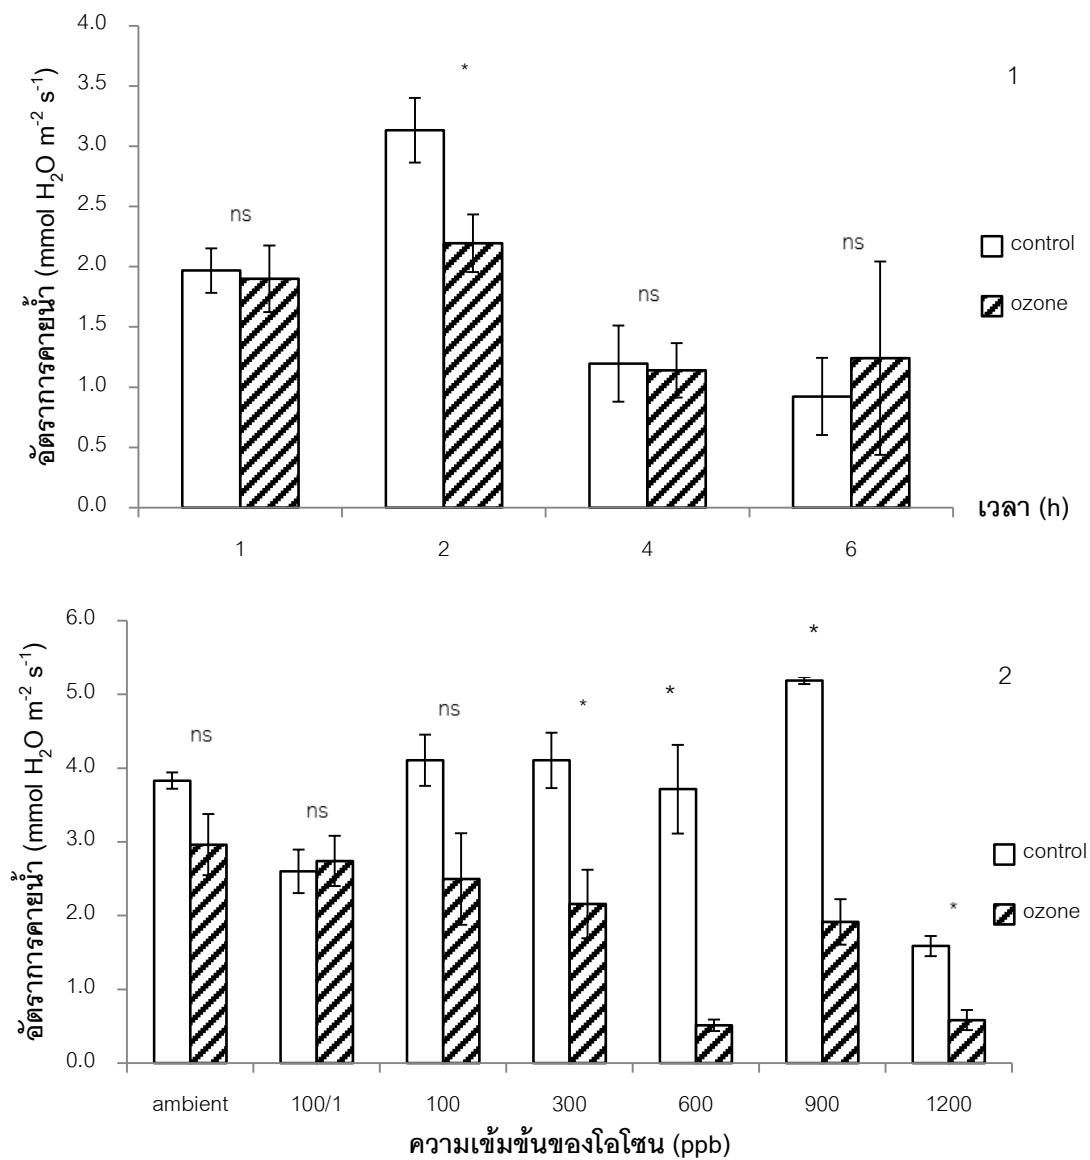 4.0
3.5
3.0
2.5
2.0
1.5
1.0
0.5
0.0
อัตราการคายน้ำ (mmol H₂O m⁻² s⁻¹)
ns
*
ns
ns
1
control
ozone
1
2
4
6
เวลา (h)
6.0
5.0
4.0
3.0
2.0
1.0
0.0
อัตราการคายน้ำ (mmol H₂O m⁻² s⁻¹)
ns
ns
ns
*
*
*
*
2
control
ozone
ambient
100/1
100
300
600
900
1200
ความเข้มข้นของโอโซน (ppb)